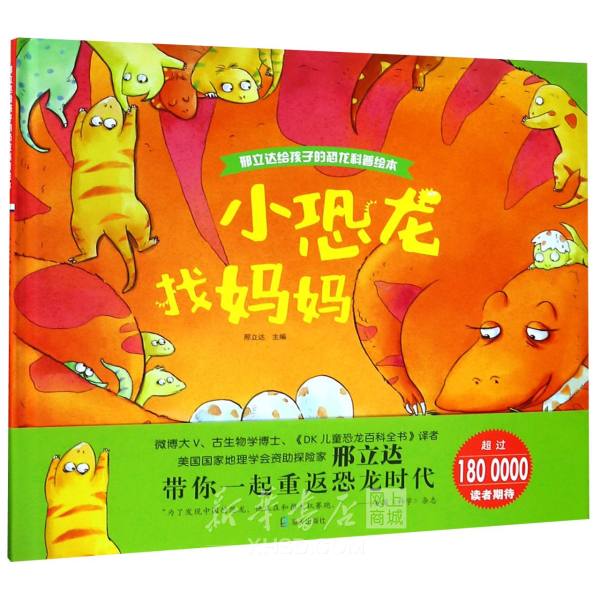 邢立达给孩子的恐龙科普绘本
小恐龙
找妈妈
邢立达 主编
微博大V、古生物学博士、《DK儿童恐龙百科全书》译者
美国国家地理学会资助探险家 邢立达
带你一起重返恐龙时代
超过
180 0000
读者期待
新华书店
网上
商城
XHSD.COM